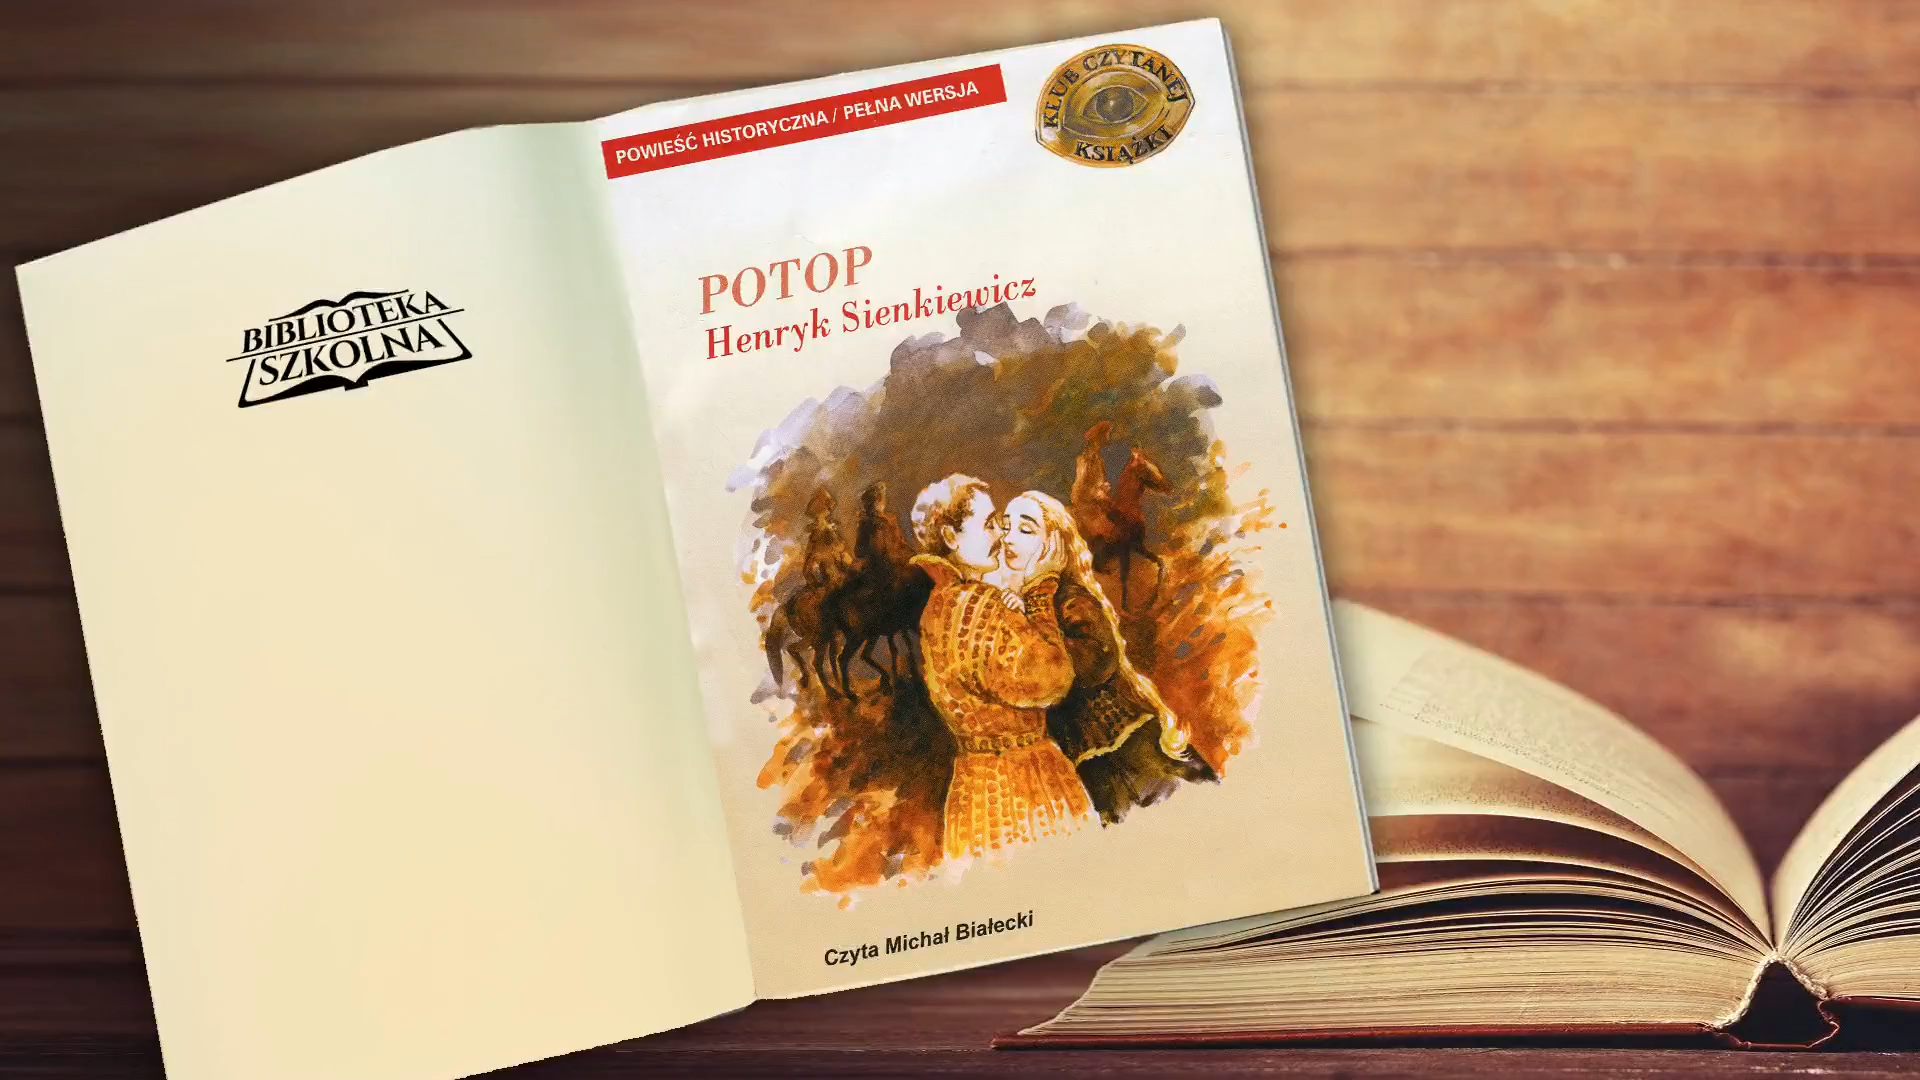 BIBLIOTEKA
SZKOLNA
POWIEŚĆ HISTORYCZNA / PEŁNA WERSJA
KLUB CZYTANEJ
KSIĄŻKI
POTOP
Henryk Sienkiewicz
Czyta Michał Białecki